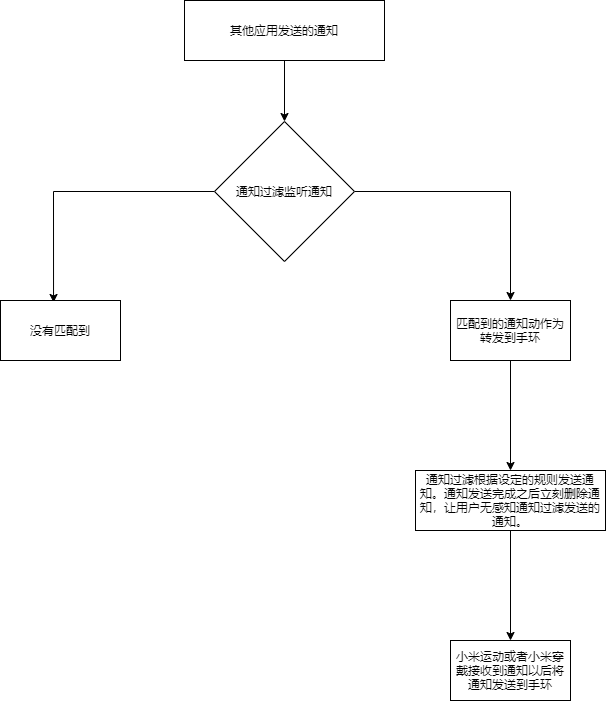 其他应用发送的通知
通知过滤监听通知
没有匹配到
匹配到的通知动作为
转发到手环
通知过滤根据设定的规则发送通
知。通知发送完成之后立刻删除通
知，让用户无感知通知过滤发送的
通知。
小米运动或者小米穿
戴接收到通知以后将
通知发送到手环